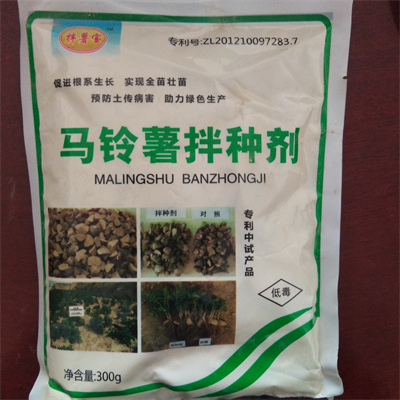 拌薯宝
专利号:ZL201210097283.7
促进根系生长 实现全苗壮苗
预防土传病害 助力绿色生产
马铃薯拌种剂
MALINGSHU BANZHONGJI
拌种剂 对照
专利中试产品
低毒
净含量:300g